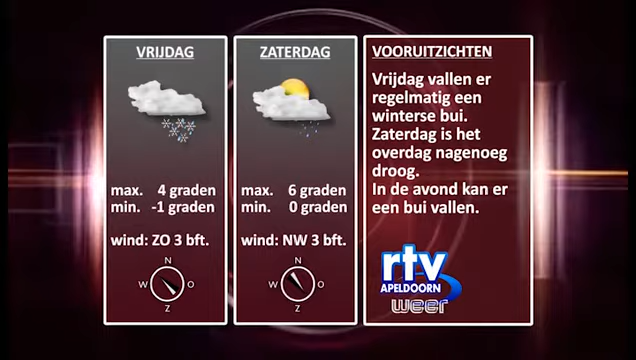 VRIJDAG
max. 4 graden
min. -1 graden
wind: ZO 3 bft.
N
W O
Z
ZATERDAG
max. 6 graden
min. 0 graden
wind: NW 3 bft.
N
W O
Z
VOORUITZICHTEN
Vrijdag vallen er
regelmatig een
winterse bui.
Zaterdag is het
overdag nagenoeg
droog.
In de avond kan er
een bui vallen.
rtv
APELDOORN
weer